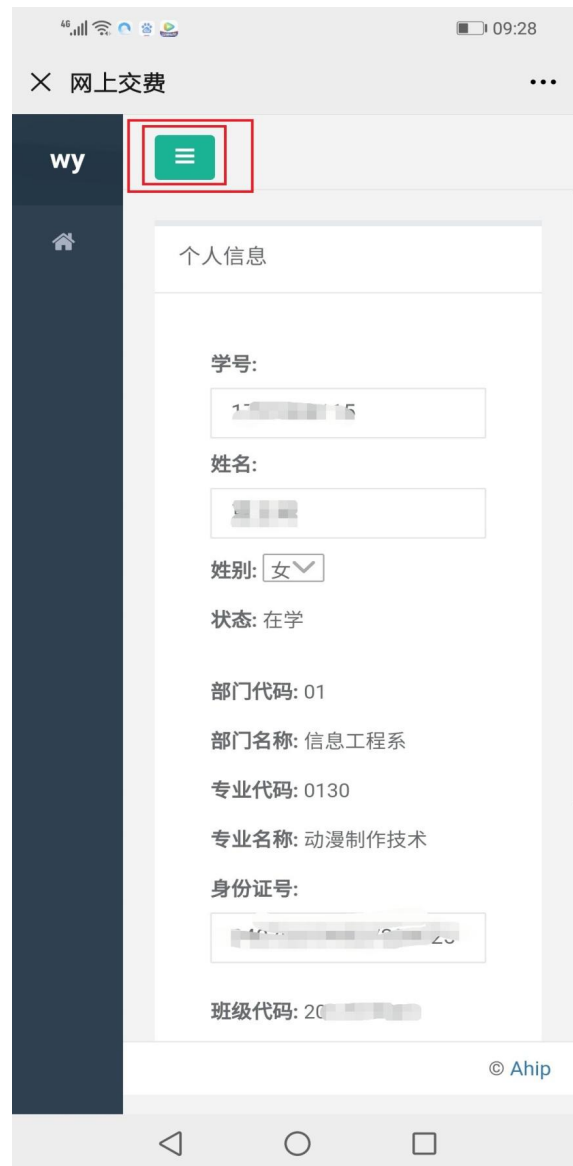 46 09:28
网上交费
wy
个人信息
学号:
姓名:
姓别: 女
状态: 在学
部门代码: 01
部门名称: 信息工程系
专业代码: 0130
专业名称: 动漫制作技术
身份证号:
班级代码: 20
© Ahip